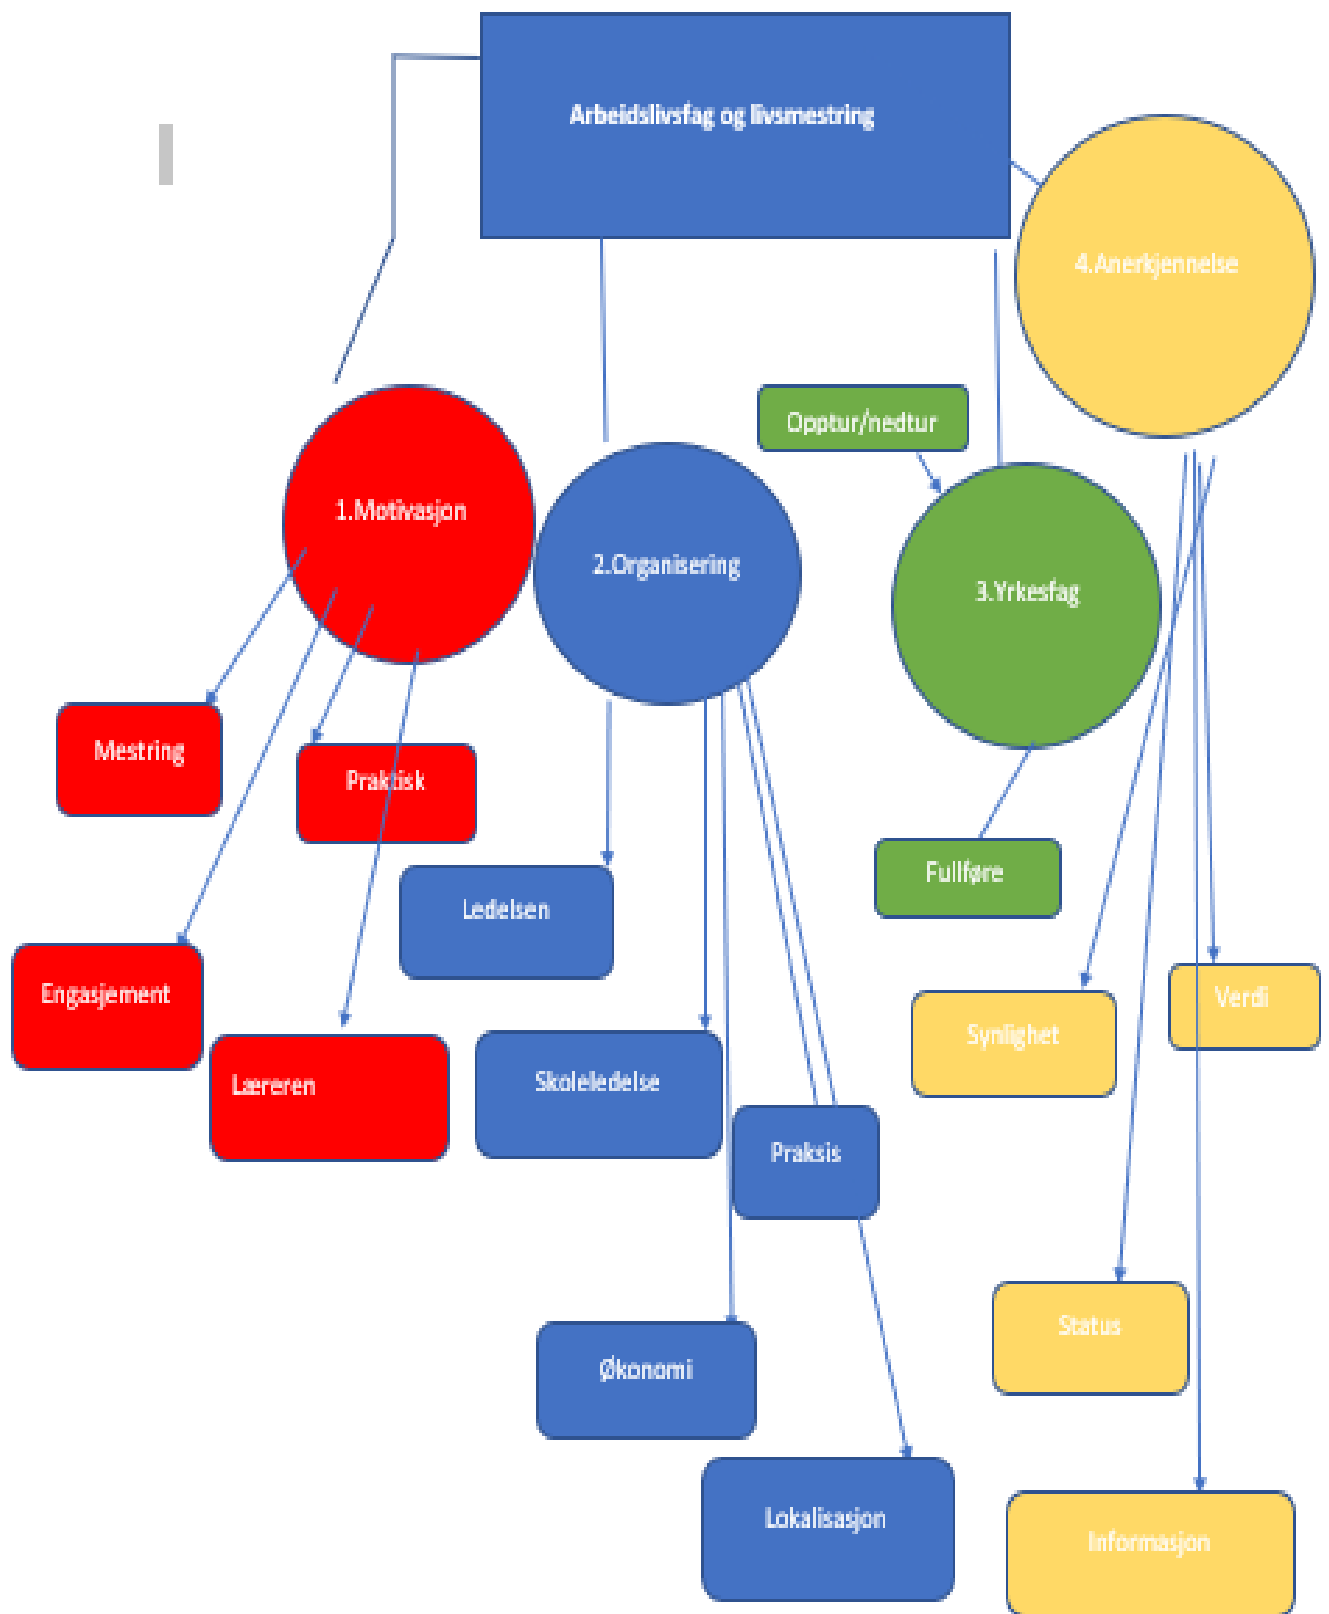 Arbeidslivsfag og livsmestring
4.Anerkjennelse
Opptur/nedtur
1.Motivasjon
2.Organisering
3.Yrkesfag
Mestring
Praktisk
Fullføre
Ledelsen
Engasjement
Verdi
Synlighet
Læreren
Skoleledelse
Praksis
Status
Økonomi
Lokalisasjon
Informasjon